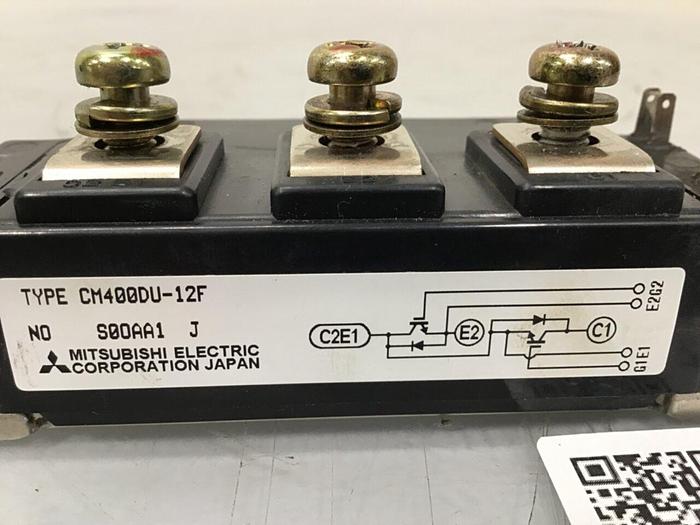 TYPE CM400DU-12F
NO S00AA1 J
MITSUBISHI ELECTRIC
CORPORATION JAPAN
C2E1
E2
C1
E2G2
G1E1